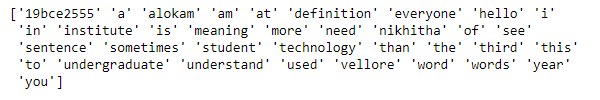 ['19bce2555' 'a' 'alokam' 'am' 'at' 'definition' 'everyone' 'hello' 'i'
'in' 'institute' 'is' 'meaning' 'more' 'need' 'nikhitha' 'of' 'see'
'sentence' 'sometimes' 'student' 'technology' 'than' 'the' 'third' 'this'
'to' 'undergraduate' 'understand' 'used' 'vellore' 'word' 'words' 'year'
'you']